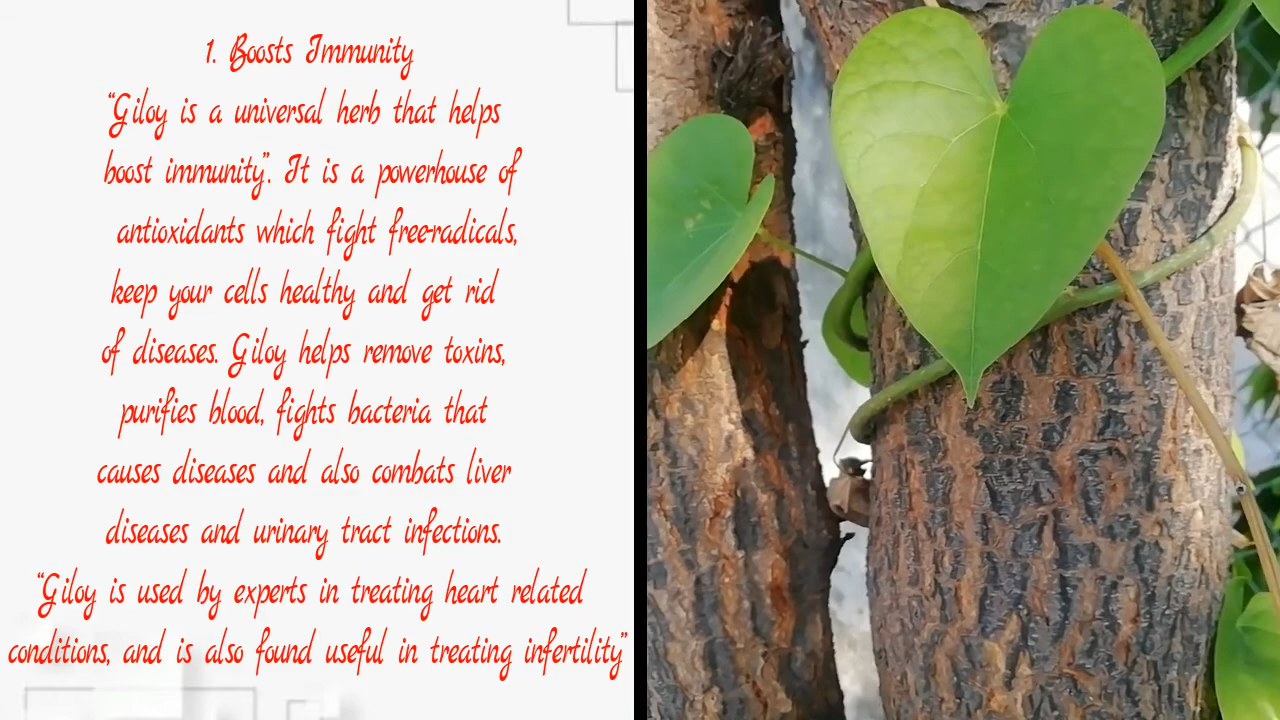 1. Boosts Immunity
“Giloy is a universal herb that helps
boost immunity”. It is a powerhouse of
antioxidants which fight free-radicals,
keep your cells healthy and get rid
of diseases. Giloy helps remove toxins,
purifies blood, fights bacteria that
causes diseases and also combats liver
diseases and urinary tract infections.
“Giloy is used by experts in treating heart related
conditions, and is also found useful in treating infertility”